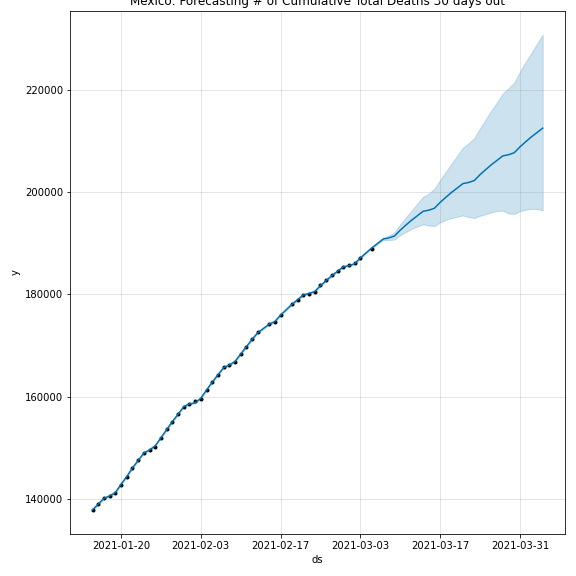 Mexico: Forecasting # of Cumulative Total Deaths 30 days out
220000
200000
y
180000
160000
140000
2021-01-20 2021-02-03 2021-02-17 2021-03-03 2021-03-17 2021-03-31
ds